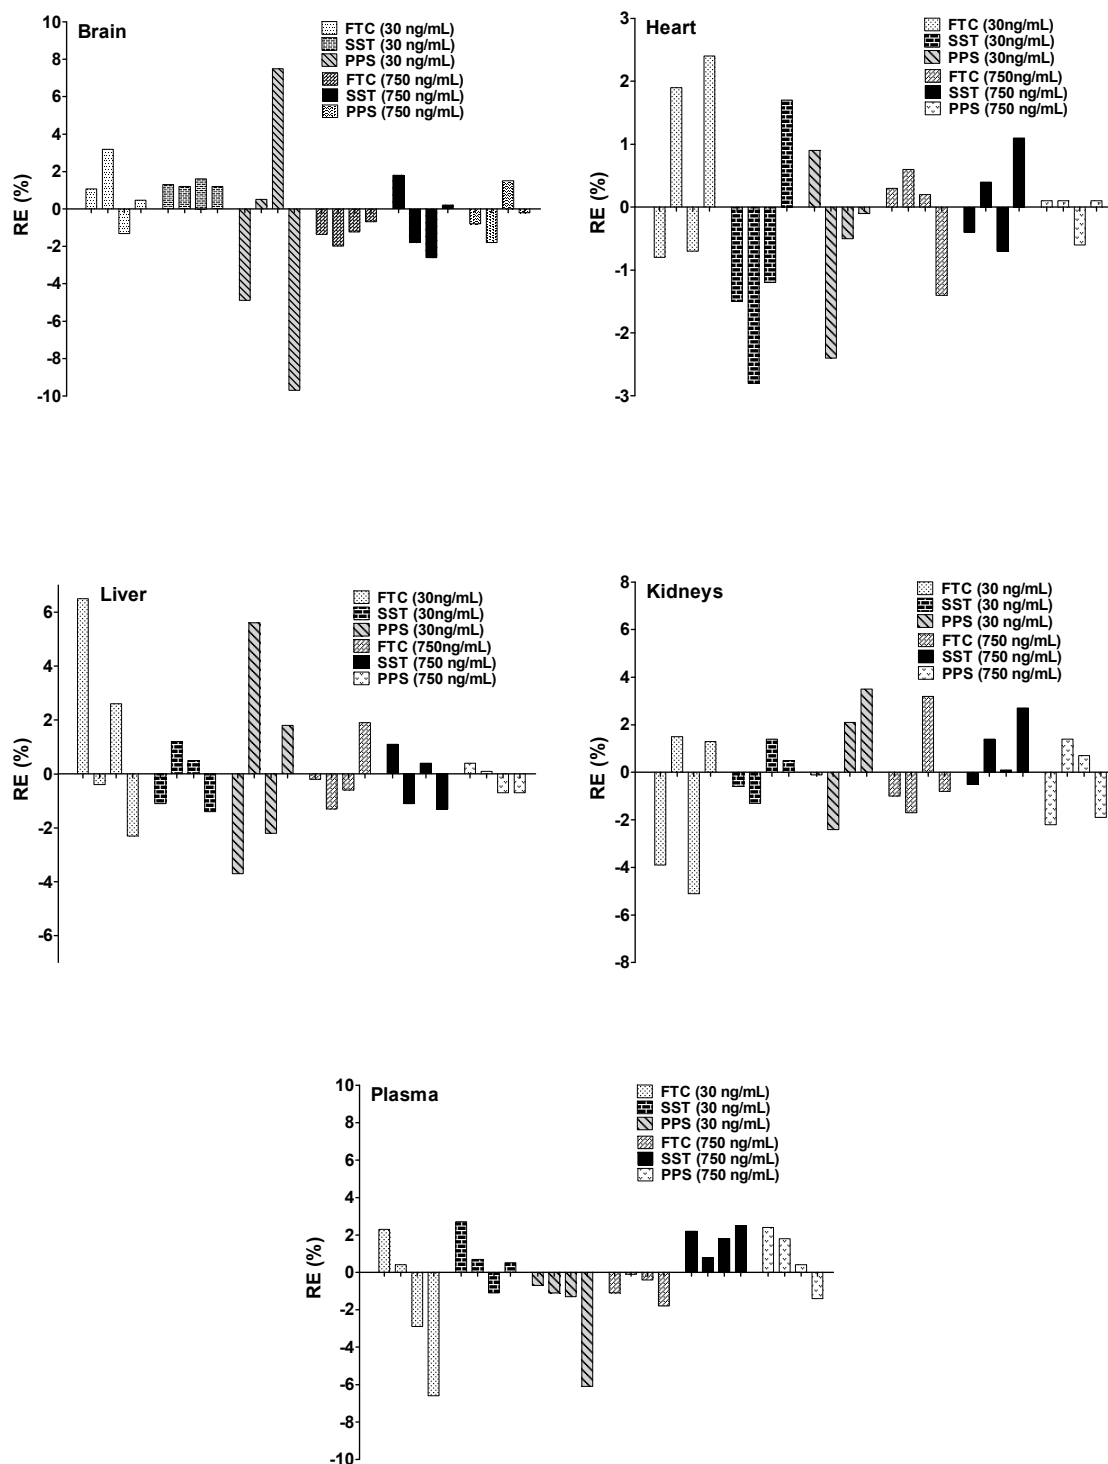 Brain
FTC (30 ng/mL)
SST (30 ng/mL)
PPS (30 ng/mL)
FTC (750 ng/mL)
SST (750 ng/mL)
PPS (750 ng/mL)
RE (%)
10
8
6
4
2
0
-2
-4
-6
-8
-10
Heart
FTC (30ng/mL)
SST (30ng/mL)
PPS (30ng/mL)
FTC (750ng/mL)
SST (750 ng/mL)
PPS (750 ng/mL)
RE (%)
3
2
1
0
-1
-2
-3
Liver
FTC (30ng/mL)
SST (30ng/mL)
PPS (30ng/mL)
FTC (750ng/mL)
SST (750 ng/mL)
PPS (750 ng/mL)
RE (%)
6
4
2
0
-2
-4
-6
Kidneys
FTC (30 ng/mL)
SST (30 ng/mL)
PPS (30 ng/mL)
FTC (750 ng/mL)
SST (750 ng/mL)
PPS (750 ng/mL)
RE (%)
8
6
4
2
0
-2
-4
-6
-8
Plasma
FTC (30 ng/mL)
SST (30 ng/mL)
PPS (30 ng/mL)
FTC (750 ng/mL)
SST (750 ng/mL)
PPS (750 ng/mL)
RE (%)
10
8
6
4
2
0
-2
-4
-6
-8
-10